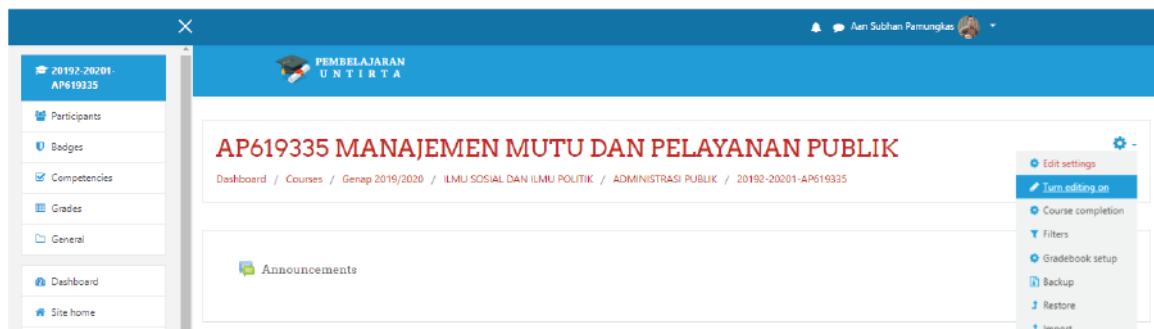 Aan Subhan Pamungkas
PEMBELAJARAN
UNTIRTA
20192-20201-
AP619335
Participants
Badges
Competencies
Grades
General
Dashboard
Site home
AP619335 MANAJEMEN MUTU DAN PELAYANAN PUBLIK
Dashboard / Courses / Genap 2019/2020 / ILMU SOSIAL DAN ILMU POLITIK / ADMINISTRASI PUBLIK / 20192-20201-AP619335
Announcements
Edit settings
Turn editing on
Course completion
Filters
Gradebook setup
Backup
Restore
Import